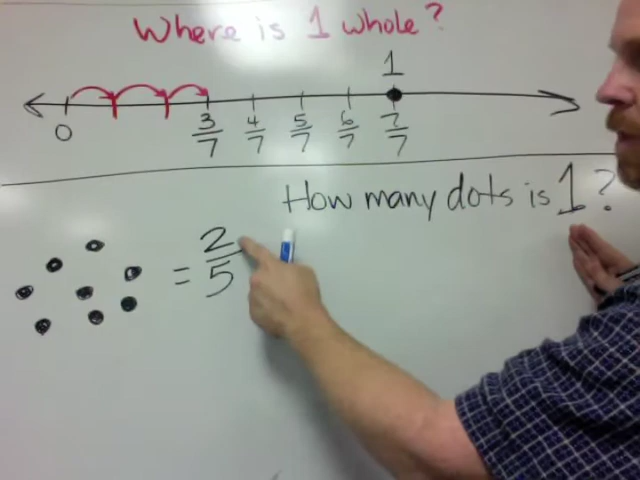 Where is 1 whole?
1
0 3/7 4/7 5/7 6/7 7/7
How many dots is 1?
= 2/5